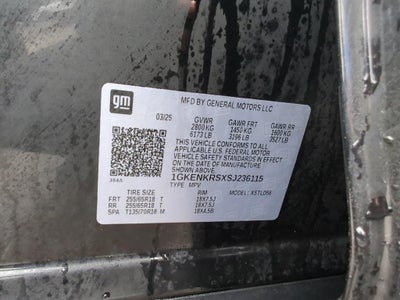 gm
MFD BY GENERAL MOTORS LLC
03/25 GVWR GAWR FRT GAWR RR
2800 KG 1450 KG 1600 KG
6173 LB 3196 LB 3527 LB
THIS VEHICLE CONFORMS TO ALL
APPLICABLE U.S. FEDERAL MOTOR
VEHICLE SAFETY STANDARDS IN
EFFECT ON THE DATE OF MANUFACTURE
SHOWN ABOVE.
1GKENKRSXSJ236115
TYPE: MPV MODEL: XSTLD56
TIRE SIZE RIM
FRT 255/65R18 T 18X7.5J
RR 255/65R18 T 18X7.5J
SPA T135/70R18 M 18X4.5B